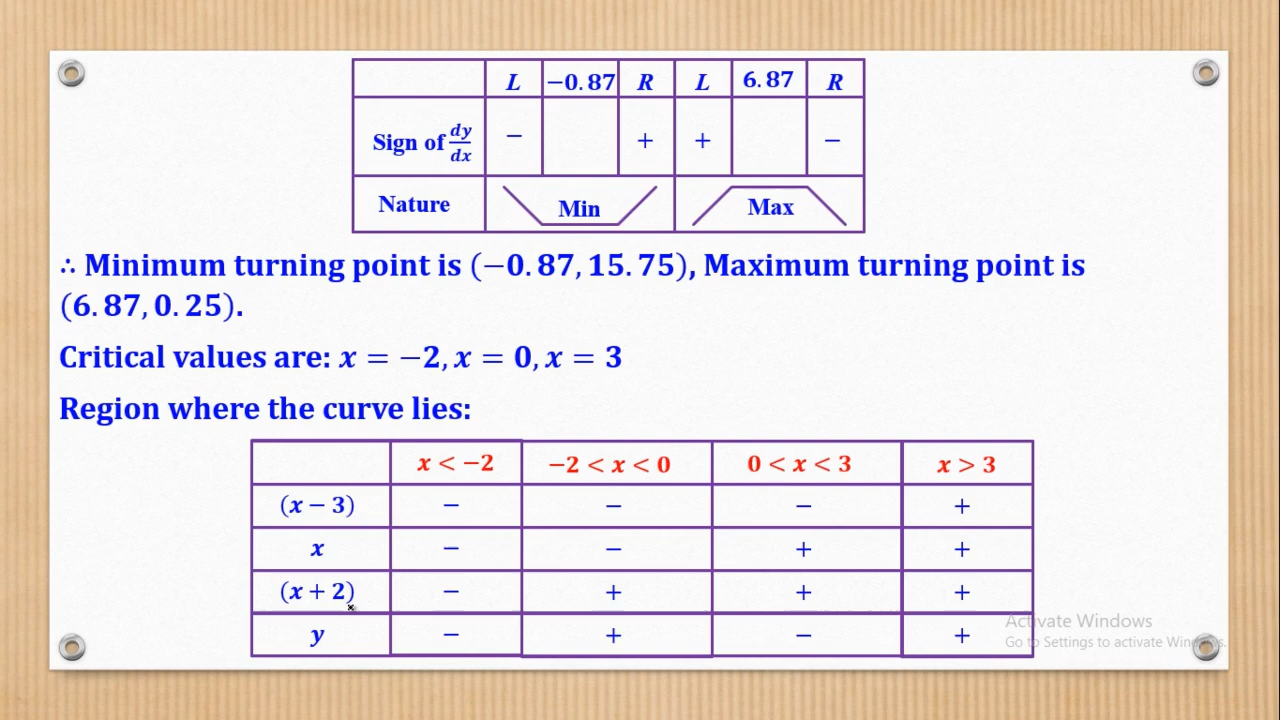 L −0.87 R L 6.87 R
Sign of dy/dx − + + −
Nature Min Max
∴ Minimum turning point is (−0.87, 15.75), Maximum turning point is
(6.87, 0.25).
Critical values are: x = −2, x = 0, x = 3
Region where the curve lies:
x < −2 −2 < x < 0 0 < x < 3 x > 3
(x − 3) − − − +
x − − + +
(x + 2) − + + +
y − + − +
Activate Windows
Go to Settings to activate Windows.